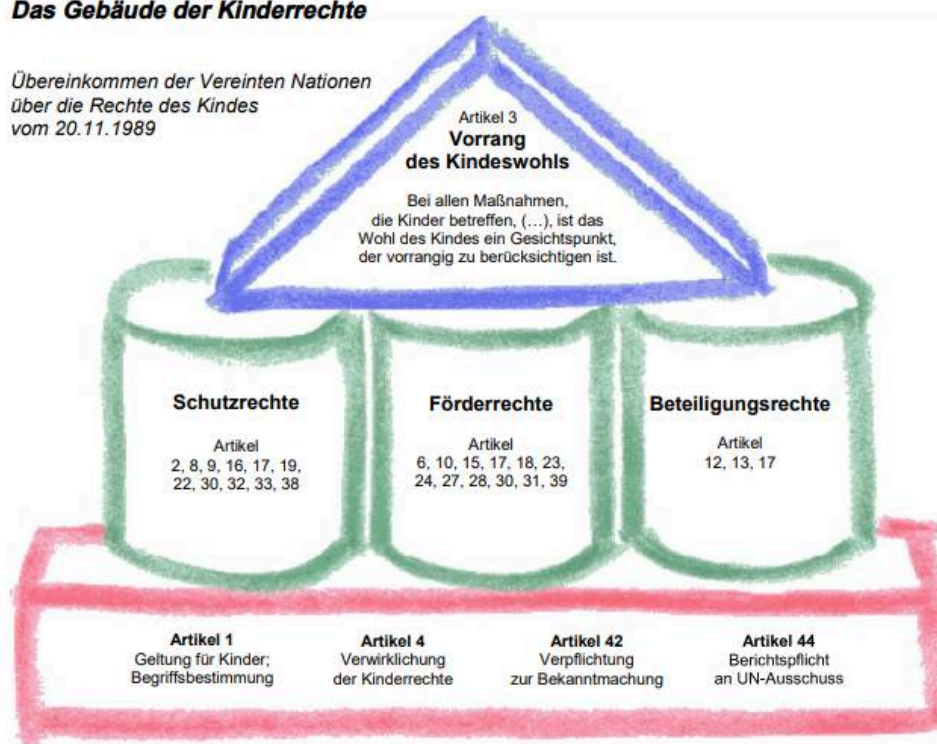 Das Gebäude der Kinderrechte
Übereinkommen der Vereinten Nationen
über die Rechte des Kindes
vom 20.11.1989
Artikel 3
Vorrang
des Kindeswohls
Bei allen Maßnahmen,
die Kinder betreffen, (…), ist das
Wohl des Kindes ein Gesichtspunkt,
der vorrangig zu berücksichtigen ist.
Schutzrechte
Artikel
2, 8, 9, 16, 17, 19,
22, 30, 32, 33, 38
Förderrechte
Artikel
6, 10, 15, 17, 18, 23,
24, 27, 28, 30, 31, 39
Beteiligungsrechte
Artikel
12, 13, 17
Artikel 1
Geltung für Kinder;
Begriffsbestimmung
Artikel 4
Verwirklichung
der Kinderrechte
Artikel 42
Verpflichtung
zur Bekanntmachung
Artikel 44
Berichtspflicht
an UN-Ausschuss